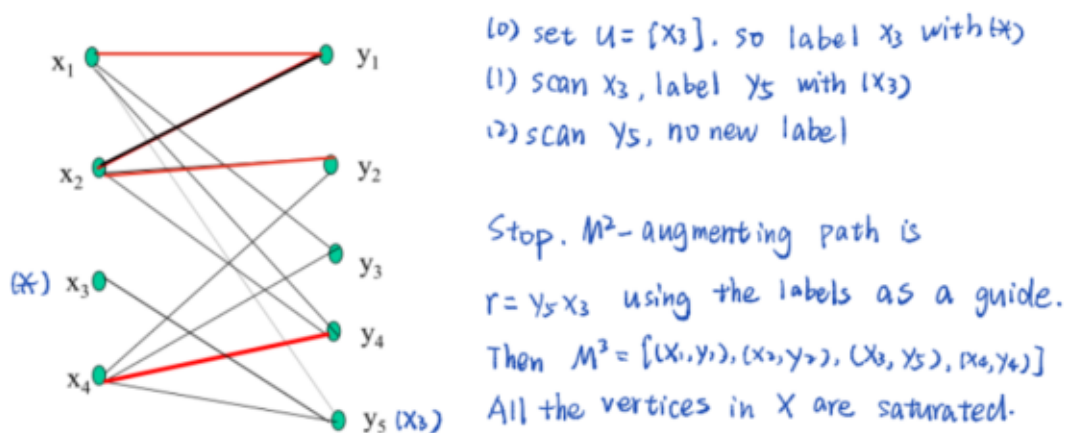 x₁
y₁
x₂
y₂
y₃
(*) x₃
y₄
x₄
y₅ (x₃)
(0) set U = {x₃}. so label x₃ with (*)
(1) scan x₃, label y₅ with (x₃)
(2) scan y₅, no new label
Stop. M²-augmenting path is
r = y₅ x₃ using the labels as a guide.
Then M³ = {(x₁,y₁), (x₂,y₂), (x₃,y₅), (x₄,y₄)}
All the vertices in X are saturated.